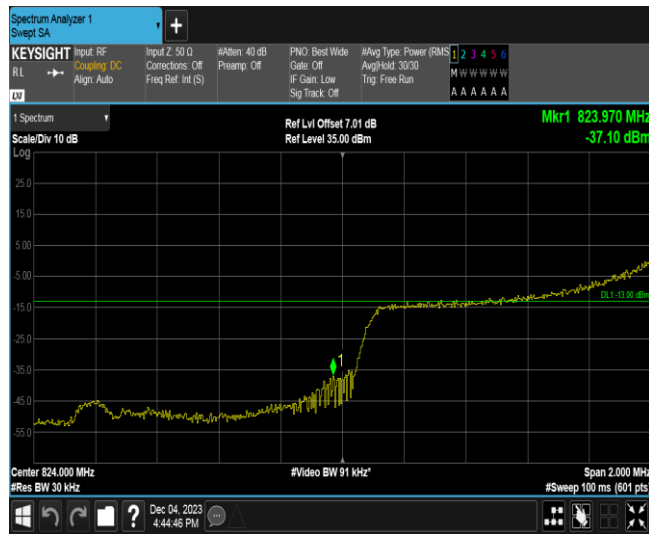 Spectrum Analyzer 1
Swept SA
+
KEYSIGHT Input: RF Input Z: 50 Ω #Atten: 40 dB PNO: Best Wide #Avg Type: Power (RMS 1 2 3 4 5 6
RL Coupling: DC Corrections: Off Preamp: Off Gate: Off Avg|Hold: 30/30 M W W W W W
Align: Auto Freq Ref: Int (S) IF Gain: Low Trig: Free Run
LXI Sig Track: Off A A A A A A
1 Spectrum Ref Lvl Offset 7.01 dB Mkr1 823.970 MHz
Scale/Div 10 dB Ref Level 35.00 dBm -37.10 dBm
Log
25.0
15.0
5.00
-5.00
DL1 -13.00 dBm
-15.0
-25.0
1
-35.0
-45.0
-55.0
Center 824.000 MHz #Video BW 91 kHz* Span 2.000 MHz
#Res BW 30 kHz #Sweep 100 ms (601 pts)
? Dec 04, 2023
4:44:46 PM